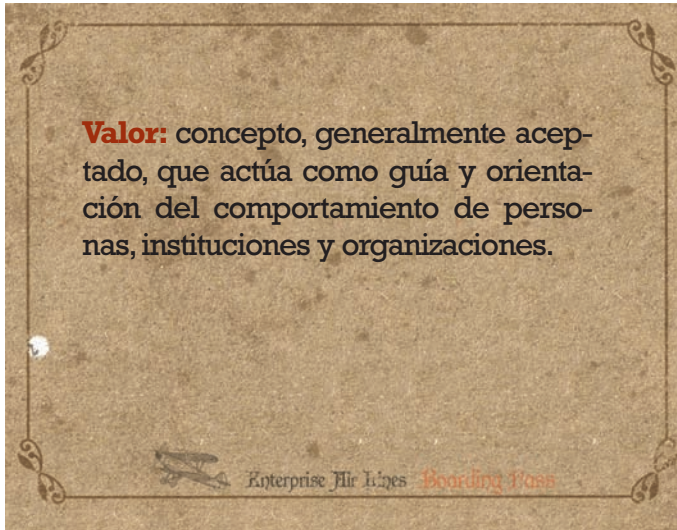 Valor: concepto, generalmente acep-
tado, que actúa como guía y orienta-
ción del comportamiento de perso-
nas, instituciones y organizaciones.
Enterprise Air Lines Boarding Pass